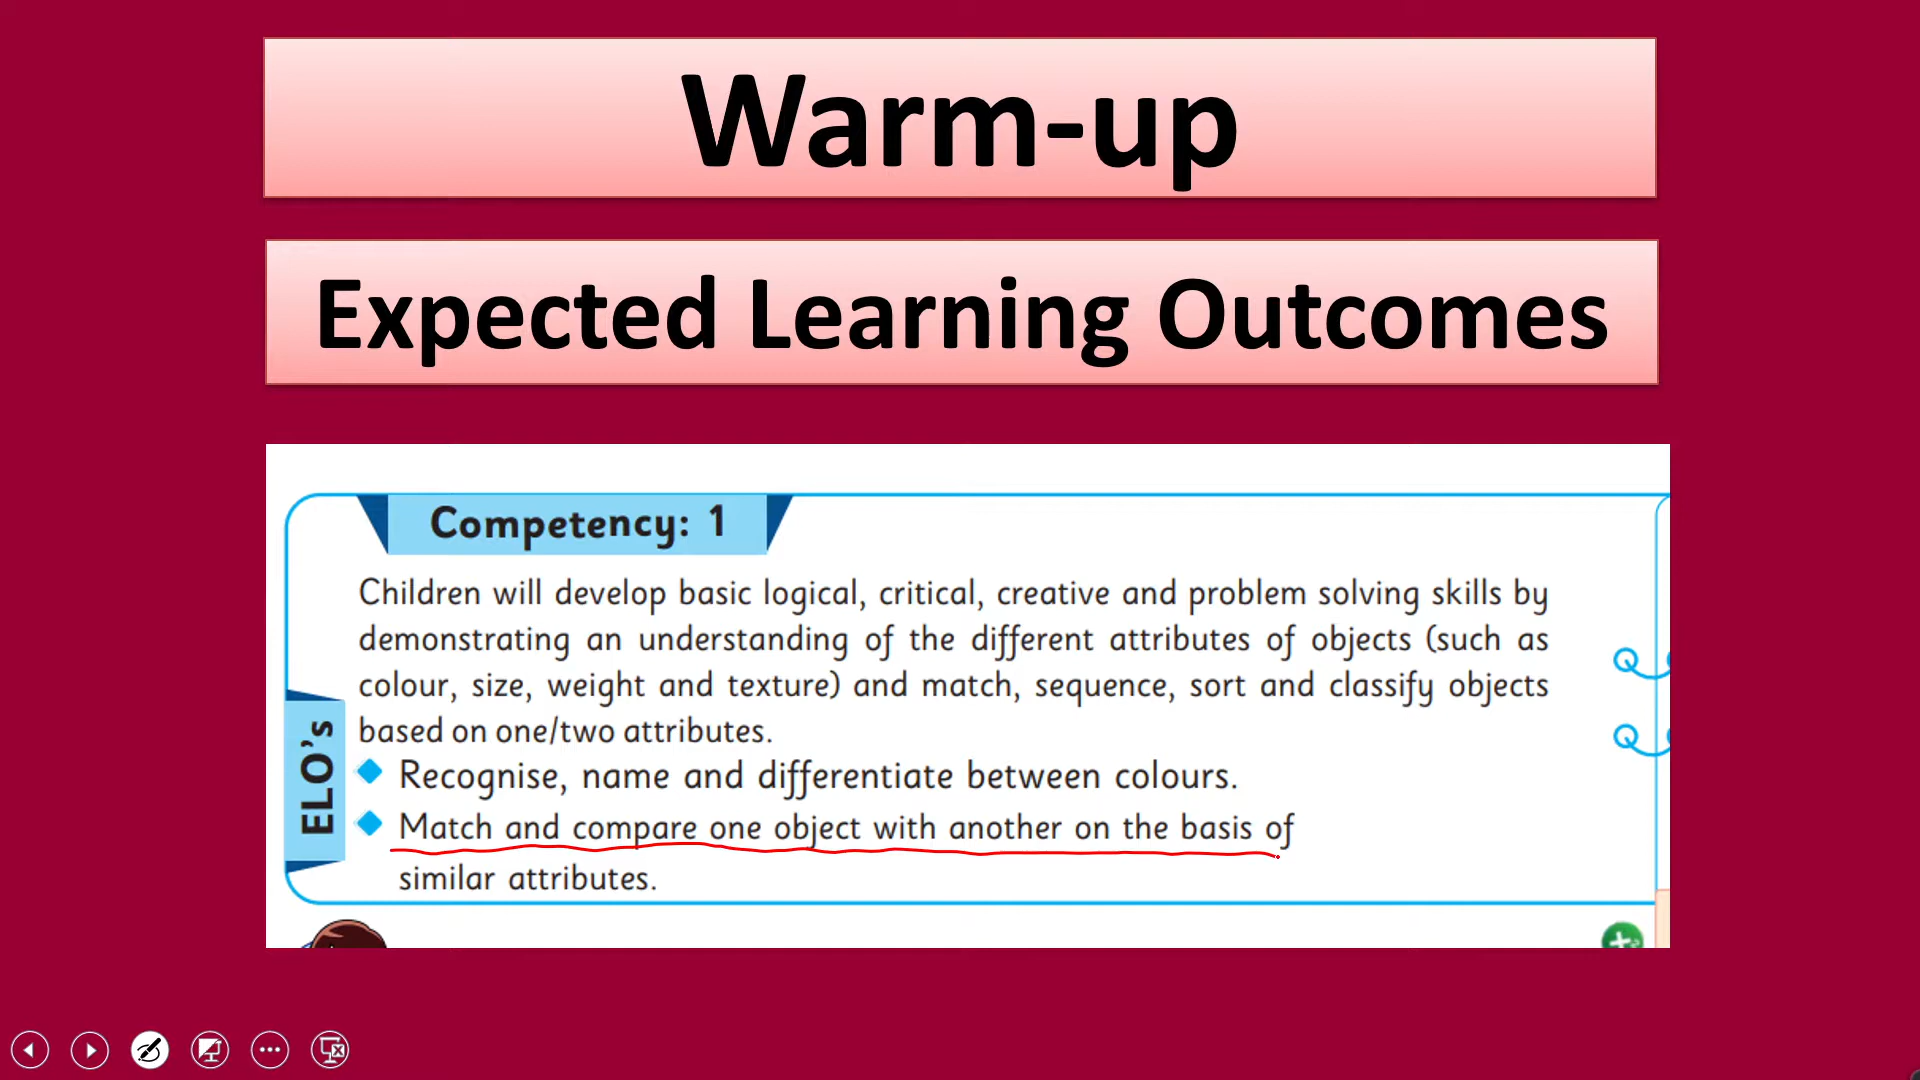 Warm-up
Expected Learning Outcomes
Competency: 1
Children will develop basic logical, critical, creative and problem solving skills by
demonstrating an understanding of the different attributes of objects (such as
colour, size, weight and texture) and match, sequence, sort and classify objects
based on one/two attributes.
ELO's
Recognise, name and differentiate between colours.
Match and compare one object with another on the basis of
similar attributes.